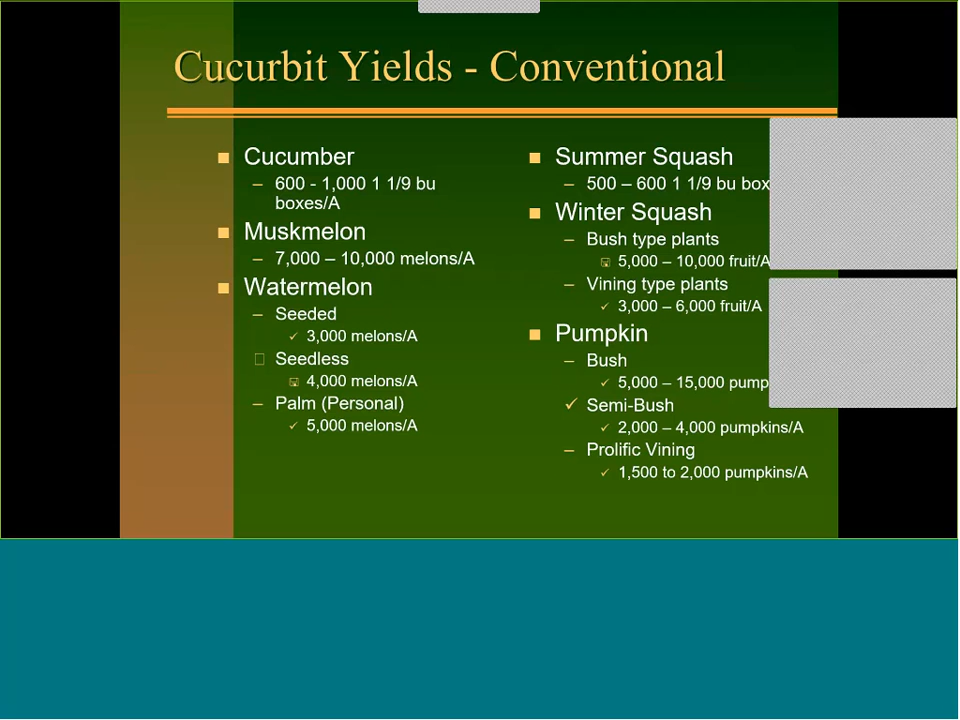 Cucurbit Yields - Conventional
Cucumber
– 600 - 1,000 1 1/9 bu
boxes/A
Muskmelon
– 7,000 – 10,000 melons/A
Watermelon
– Seeded
✓ 3,000 melons/A
Seedless
4,000 melons/A
– Palm (Personal)
✓ 5,000 melons/A
Summer Squash
– 500 – 600 1 1/9 bu box
Winter Squash
– Bush type plants
5,000 – 10,000 fruit/A
– Vining type plants
✓ 3,000 – 6,000 fruit/A
Pumpkin
– Bush
✓ 5,000 – 15,000 pump
✓ Semi-Bush
✓ 2,000 – 4,000 pumpkins/A
– Prolific Vining
✓ 1,500 to 2,000 pumpkins/A